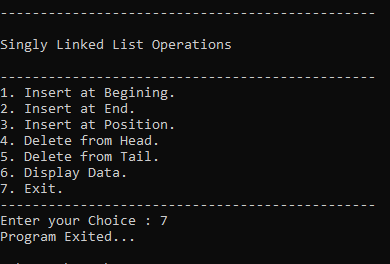 -----------------------------------------------
Singly Linked List Operations
-----------------------------------------------
1. Insert at Begining.
2. Insert at End.
3. Insert at Position.
4. Delete from Head.
5. Delete from Tail.
6. Display Data.
7. Exit.
-----------------------------------------------
Enter your Choice : 7
Program Exited...